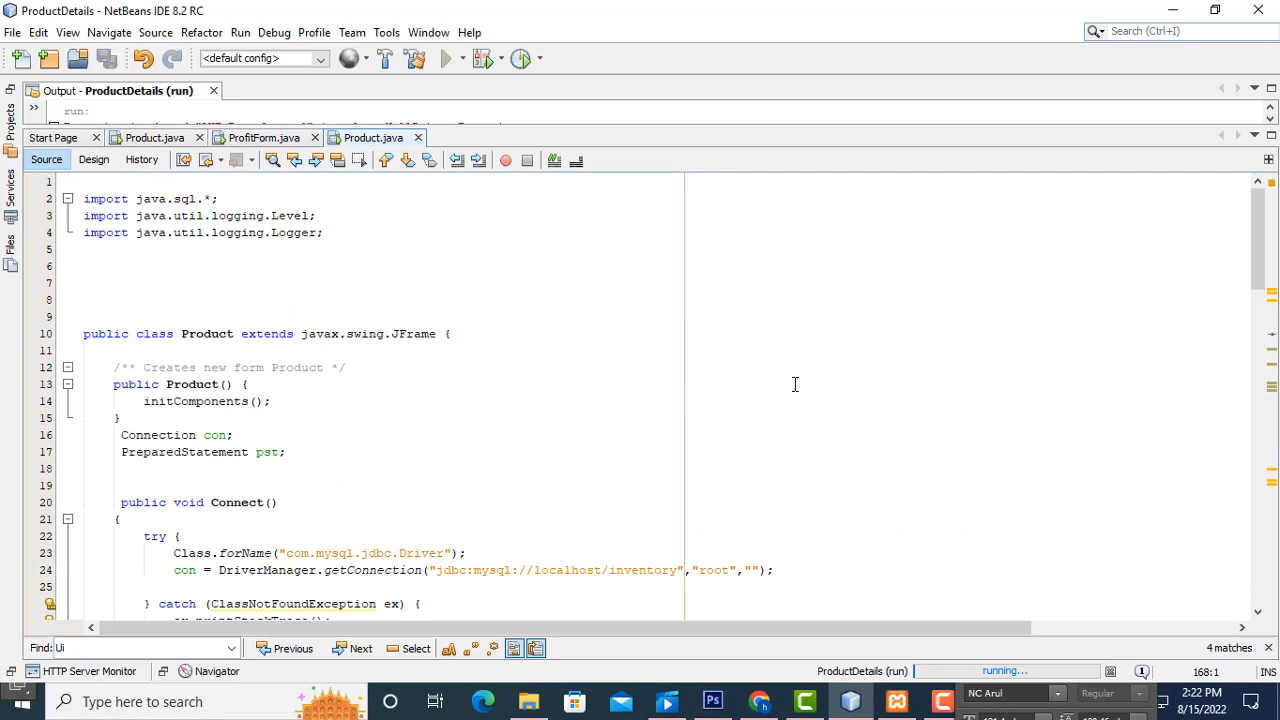 ProductDetails - NetBeans IDE 8.2 RC
File Edit View Navigate Source Refactor Run Debug Profile Team Tools Window Help
Search (Ctrl+I)
<default config>
Output - ProductDetails (run)
run:
Start Page Product.java ProfitForm.java Product.java
Source Design History
1
2 import java.sql.*;
3 import java.util.logging.Level;
4 import java.util.logging.Logger;
5
6
7
8
9
10 public class Product extends javax.swing.JFrame {
11
12 /** Creates new form Product */
13 public Product() {
14 initComponents();
15 }
16 Connection con;
17 PreparedStatement pst;
18
19
20 public void Connect()
21 {
22 try {
23 Class.forName("com.mysql.jdbc.Driver");
24 con = DriverManager.getConnection("jdbc:mysql://localhost/inventory","root","");
25
} catch (ClassNotFoundException ex) {
Find: Ui Previous Next Select 4 matches
HTTP Server Monitor Navigator ProductDetails (run) running... 168:1 INS
Type here to search
NC Arul Regular
2:22 PM
8/15/2022